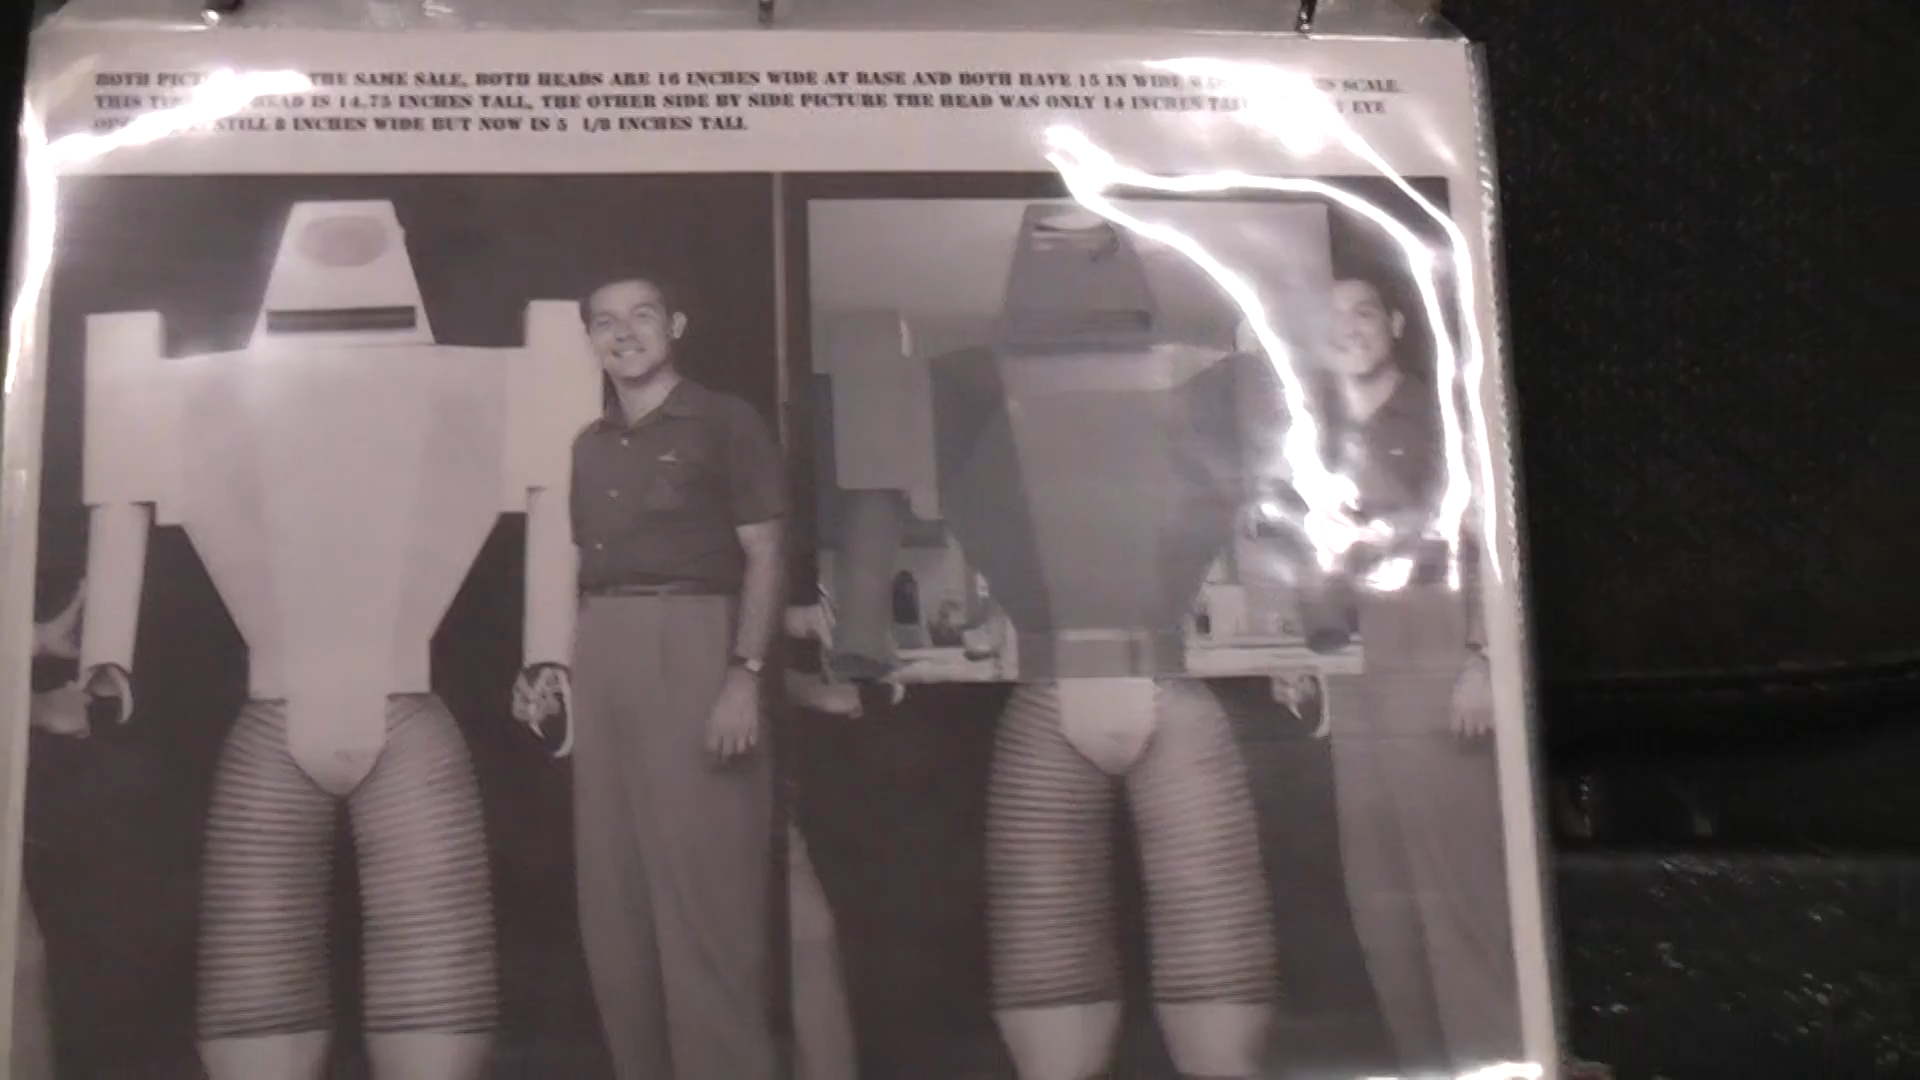 BOTH THE SAME SALE, BOTH HEADS ARE 16 INCHES WIDE AT BASE AND BOTH HAVE 15 IN WIDE SCALE.
THIS HEAD IS 14.75 INCHES TALL, THE OTHER SIDE BY SIDE PICTURE THE HEAD WAS ONLY 14 INCHES EYE
STILL 8 INCHES WIDE BUT NOW IS 5 1/8 INCHES TALL